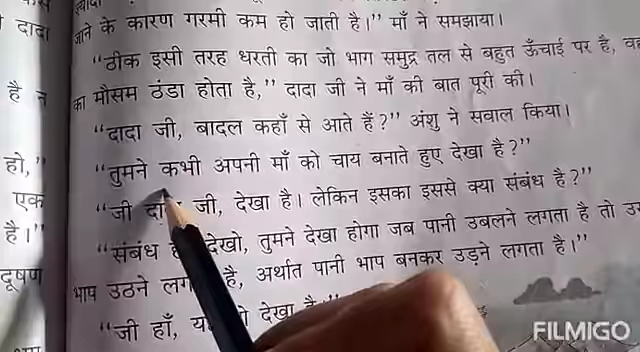 जाने के कारण गरमी कम हो जाती है।” माँ ने समझाया।
“ठीक इसी तरह धरती का जो भाग समुद्र तल से बहुत ऊँचाई पर है,
का मौसम ठंडा होता है,” दादा जी ने माँ की बात पूरी की।
“दादा जी, बादल कहाँ से आते हैं?” अंशु ने सवाल किया।
“तुमने कभी अपनी माँ को चाय बनाते हुए देखा है?”
“जी जी, देखा है। लेकिन इसका इससे क्या संबंध है?”
“संबंध देखो, तुमने देखा होगा जब पानी उबलने लगता है तो
भाप उठने है, अर्थात पानी भाप बनकर उड़ने लगता है।”
“जी हाँ, देखा है
दादा
है
हो,”
एक
है।”
दूषण
FILMIGO